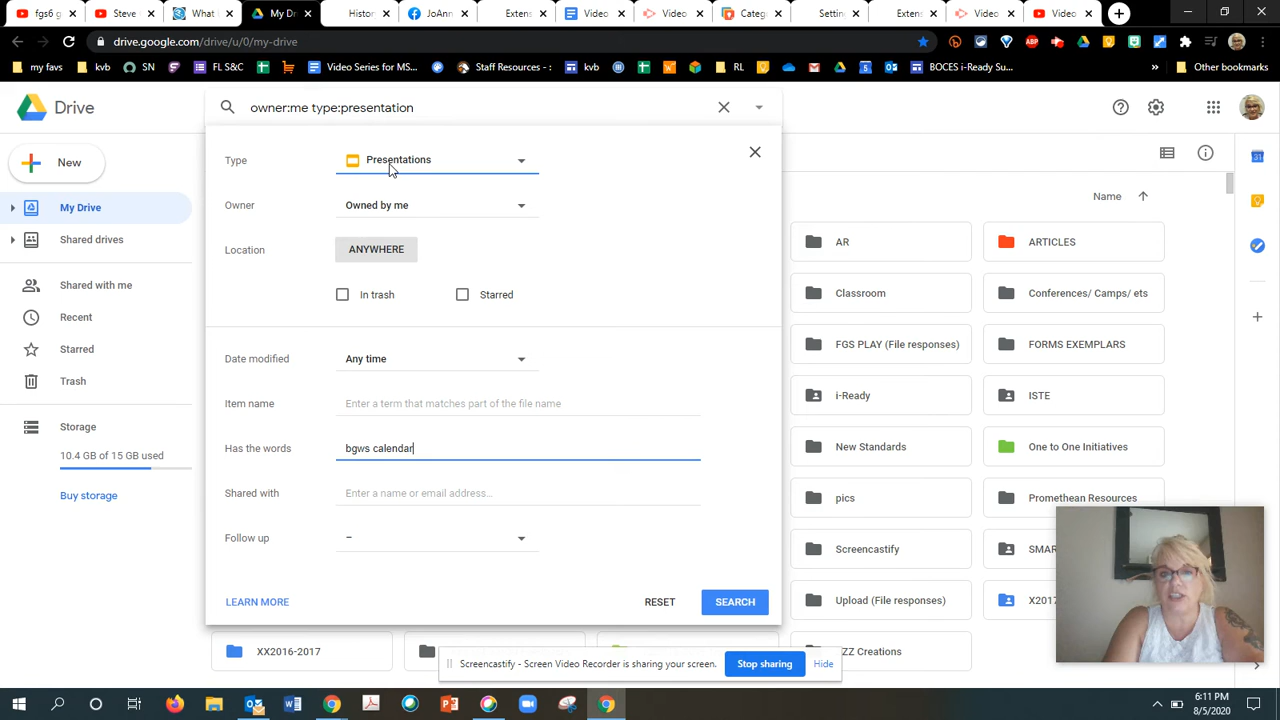 fgs6 g
Steve
What I
My Dr
Histor
JoAnn
Extens
Video
Video
Categ
Settin
Extens
Video
Video
drive.google.com/drive/u/0/my-drive
my favs
kvb
SN
FL S&C
Video Series for MS...
Staff Resources - :
kvb
RL
BOCES i-Ready Su...
Other bookmarks
Drive
owner:me type:presentation
New
My Drive
Shared drives
Shared with me
Recent
Starred
Trash
Storage
10.4 GB of 15 GB used
Buy storage
Type
Presentations
Owner
Owned by me
Location
ANYWHERE
In trash
Starred
Date modified
Any time
Item name
Enter a term that matches part of the file name
Has the words
bgws calendar
Shared with
Enter a name or email address...
Follow up
–
LEARN MORE
RESET
SEARCH
Name
AR
ARTICLES
Classroom
Conferences/ Camps/ ets
FGS PLAY (File responses)
FORMS EXEMPLARS
i-Ready
ISTE
New Standards
One to One Initiatives
pics
Promethean Resources
Screencastify
SMAR
Upload (File responses)
X2017
XX2016-2017
ZZ Creations
Screencastify - Screen Video Recorder is sharing your screen.
Stop sharing
Hide
6:11 PM
8/5/2020